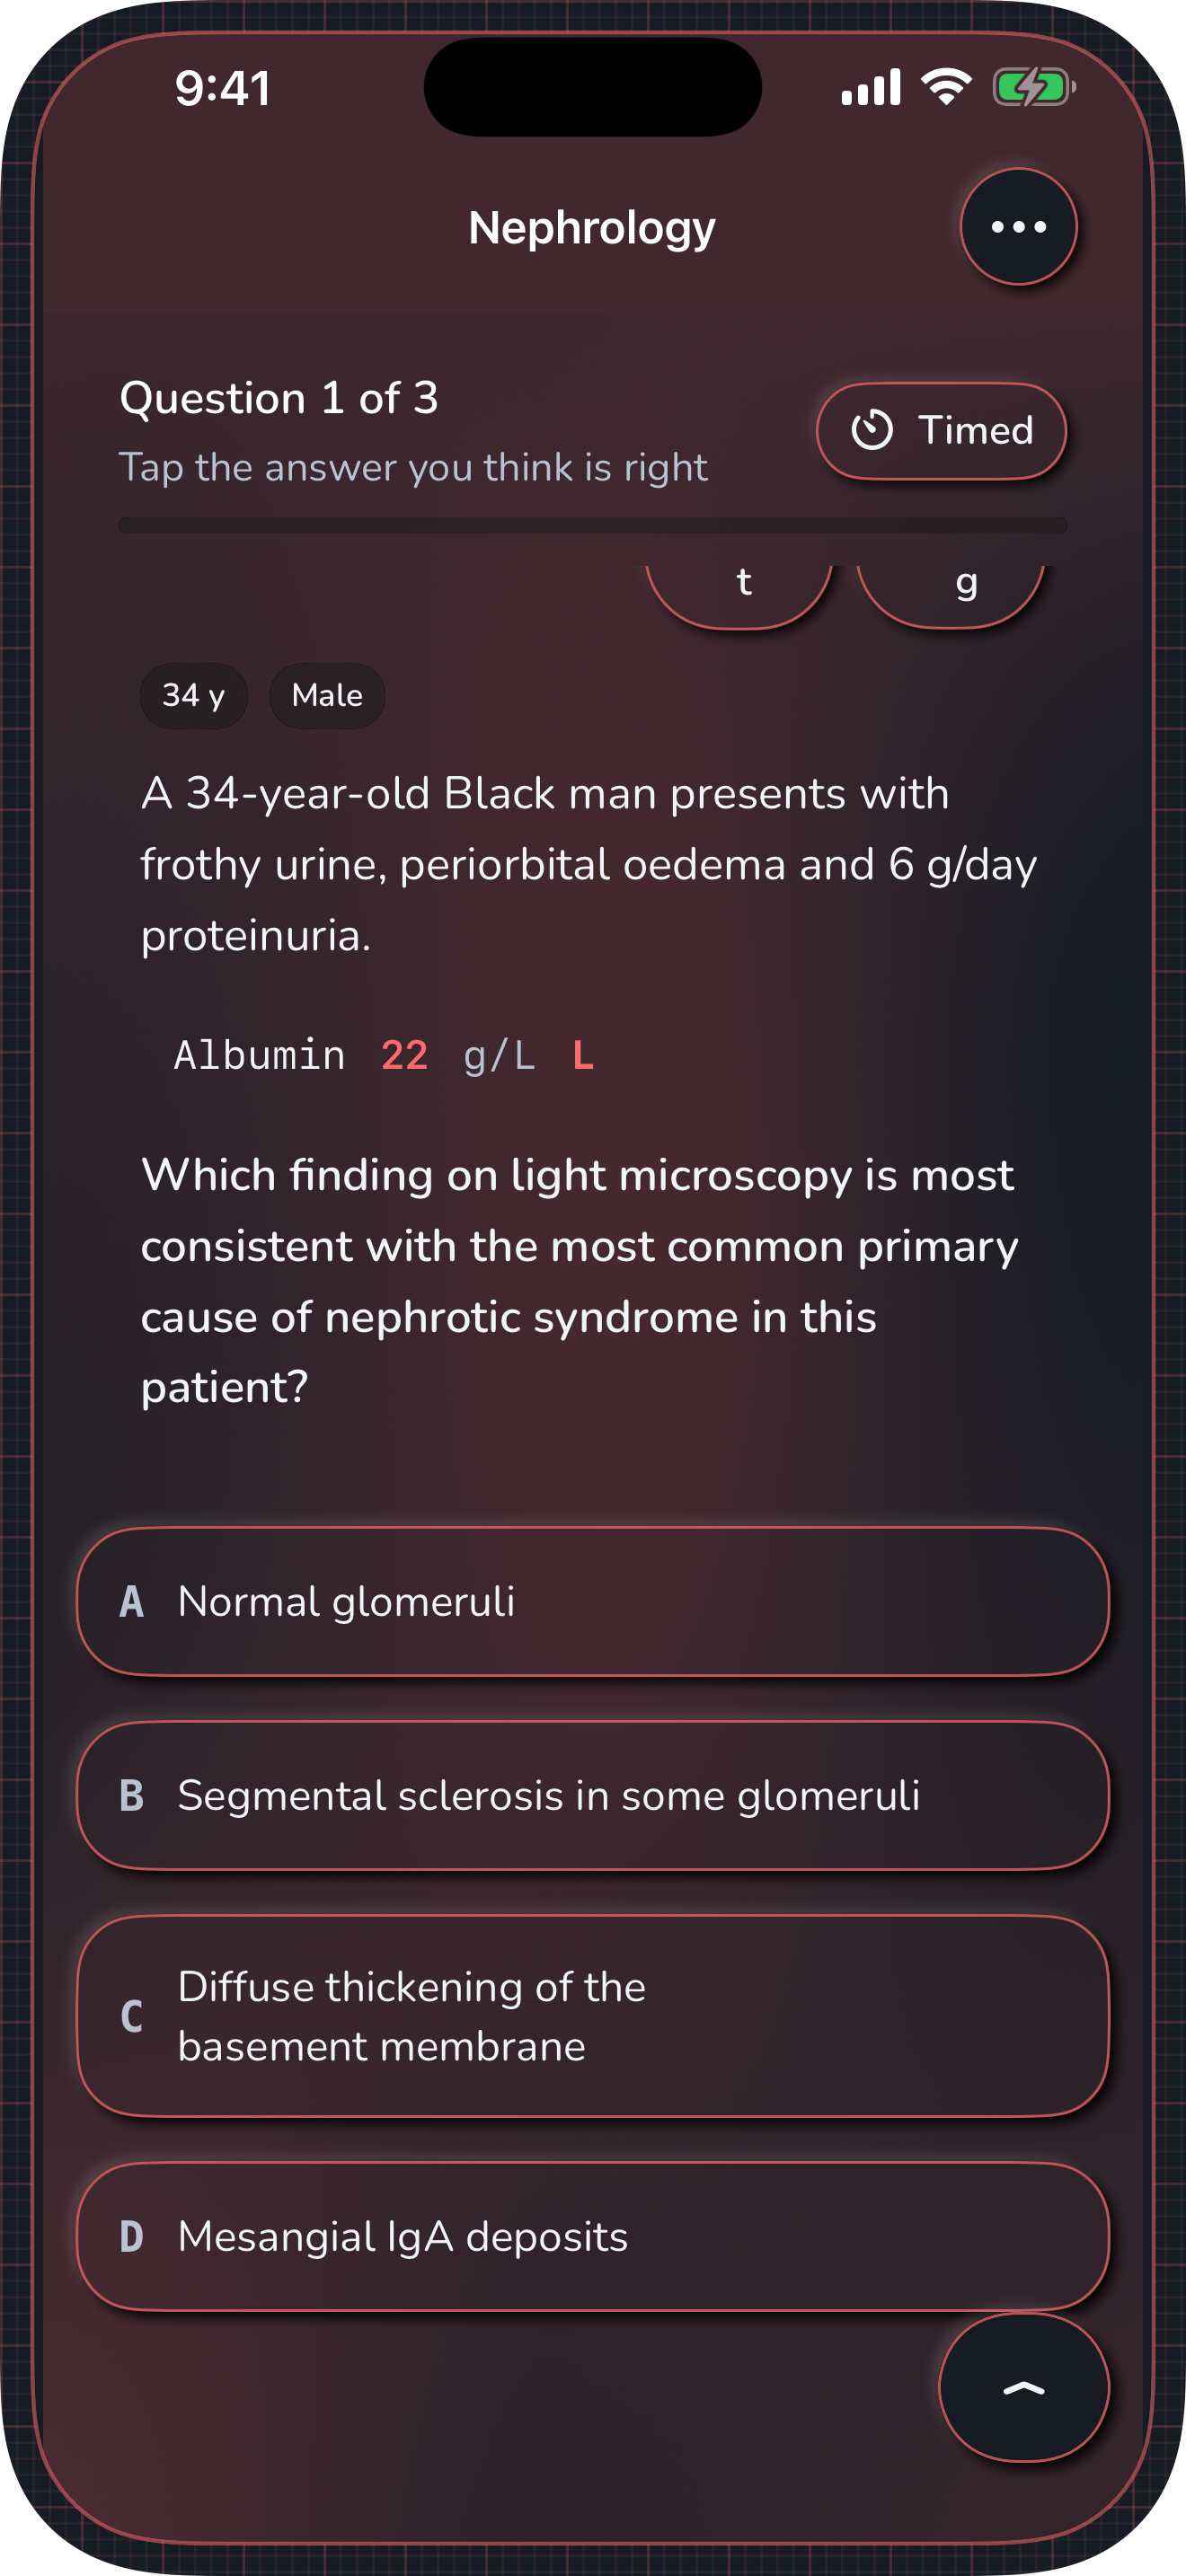 9:41
Nephrology
Question 1 of 3
Timed
Tap the answer you think is right
t
g
34 y
Male
A 34-year-old Black man presents with
frothy urine, periorbital oedema and 6 g/day
proteinuria.
Albumin 22 g/L L
Which finding on light microscopy is most
consistent with the most common primary
cause of nephrotic syndrome in this
patient?
A Normal glomeruli
B Segmental sclerosis in some glomeruli
C Diffuse thickening of the
basement membrane
D Mesangial IgA deposits